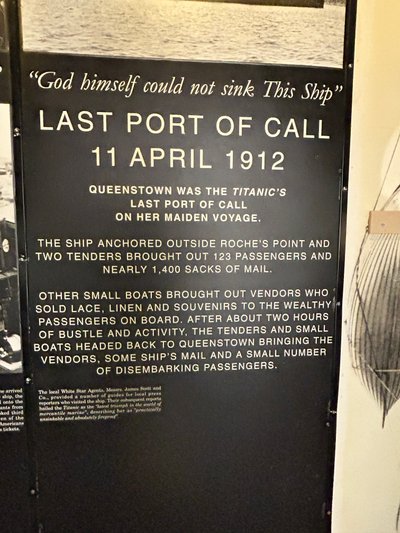 “God himself could not sink This Ship”
LAST PORT OF CALL
11 APRIL 1912
QUEENSTOWN WAS THE TITANIC’S
LAST PORT OF CALL
ON HER MAIDEN VOYAGE.
THE SHIP ANCHORED OUTSIDE ROCHE’S POINT AND
TWO TENDERS BROUGHT OUT 123 PASSENGERS AND
NEARLY 1,400 SACKS OF MAIL.
OTHER SMALL BOATS BROUGHT OUT VENDORS WHO
SOLD LACE, LINEN AND SOUVENIRS TO THE WEALTHY
PASSENGERS ON BOARD. AFTER ABOUT TWO HOURS
OF BUSTLE AND ACTIVITY, THE TENDERS AND SMALL
BOATS HEADED BACK TO QUEENSTOWN BRINGING THE
VENDORS, SOME SHIP’S MAIL AND A SMALL NUMBER
OF DISEMBARKING PASSENGERS.
The local White Star Agents, Messrs. James Scott and
Co., provided a number of guides for local press
reporters who visited the ship. Their subsequent reports
hailed the Titanic as the "latest triumph in the world of
mercantile marine", describing her as "practically
unsinkable and absolutely fireproof".